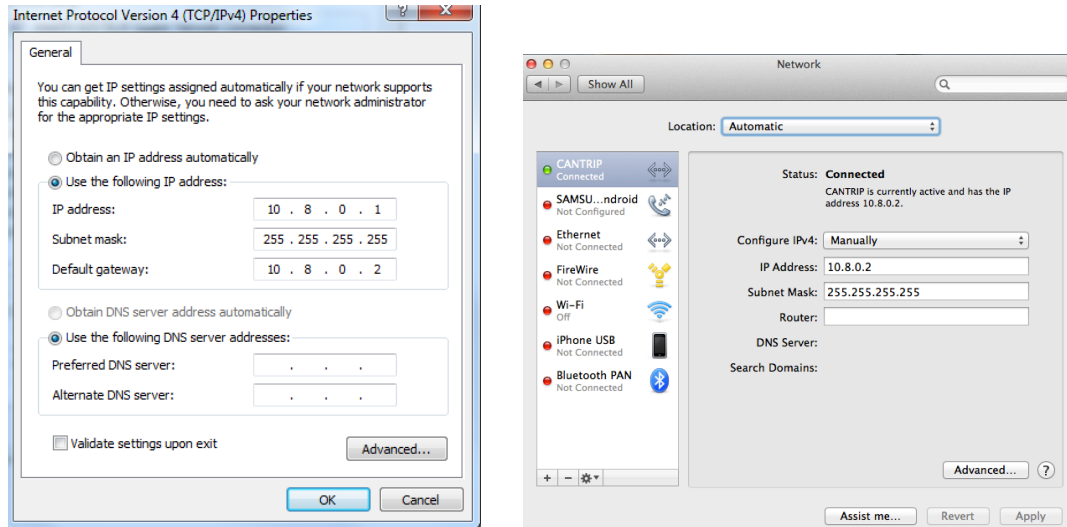 Internet Protocol Version 4 (TCP/IPv4) Properties
General
You can get IP settings assigned automatically if your network supports
this capability. Otherwise, you need to ask your network administrator
for the appropriate IP settings.
Obtain an IP address automatically
Use the following IP address:
IP address:
10 . 8 . 0 . 1
Subnet mask:
255 . 255 . 255 . 255
Default gateway:
10 . 8 . 0 . 2
Obtain DNS server address automatically
Use the following DNS server addresses:
Preferred DNS server:
. . .
Alternate DNS server:
. . .
Validate settings upon exit
Advanced...
OK
Cancel
Network
Show All
Location: Automatic
CANTRIP
Connected
SAMSU...ndroid
Not Configured
Ethernet
Not Connected
FireWire
Not Connected
Wi-Fi
Off
iPhone USB
Not Connected
Bluetooth PAN
Not Connected
Status: Connected
CANTRIP is currently active and has the IP
address 10.8.0.2.
Configure IPv4: Manually
IP Address: 10.8.0.2
Subnet Mask: 255.255.255.255
Router:
DNS Server:
Search Domains:
Advanced... ?
Assist me...
Revert
Apply